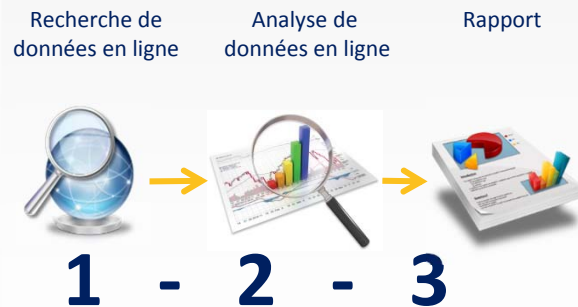 Recherche de
données en ligne
Analyse de
données en ligne
Rapport
1 - 2 - 3